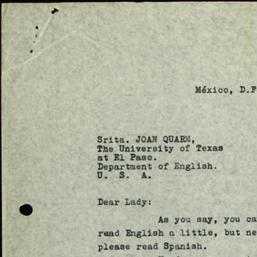 México, D.F
Srita. JOAN QUARM,
The University of Texas
at El Paso.
Department of English.
U. S. A.
Dear Lady:
As you say, you ca
read English a little, but ne
please read Spanish.